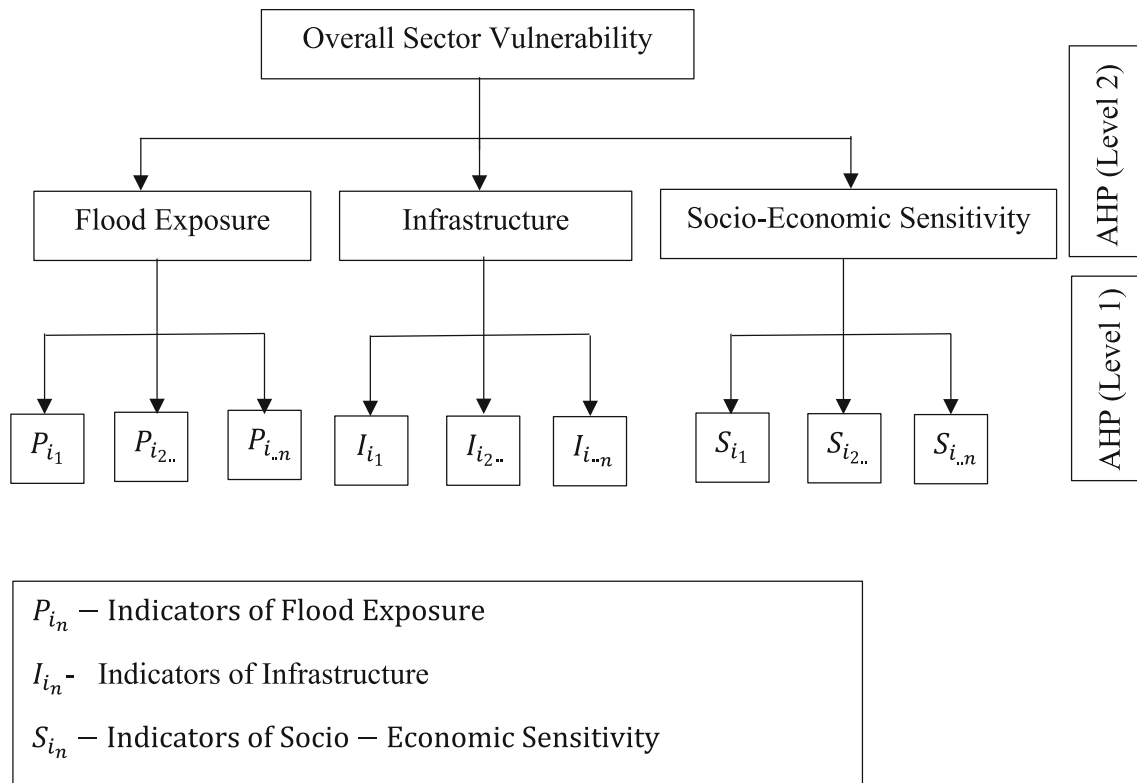 Overall Sector Vulnerability
AHP (Level 2)
Flood Exposure
Infrastructure
Socio-Economic Sensitivity
AHP (Level 1)
P_{i_1}
P_{i_{2..}}
P_{i_{..n}}
I_{i_1}
I_{i_{2..}}
I_{i_{..n}}
S_{i_1}
S_{i_{2..}}
S_{i_{..n}}
P_{i_n} – Indicators of Flood Exposure
I_{i_n}- Indicators of Infrastructure
S_{i_n} – Indicators of Socio – Economic Sensitivity